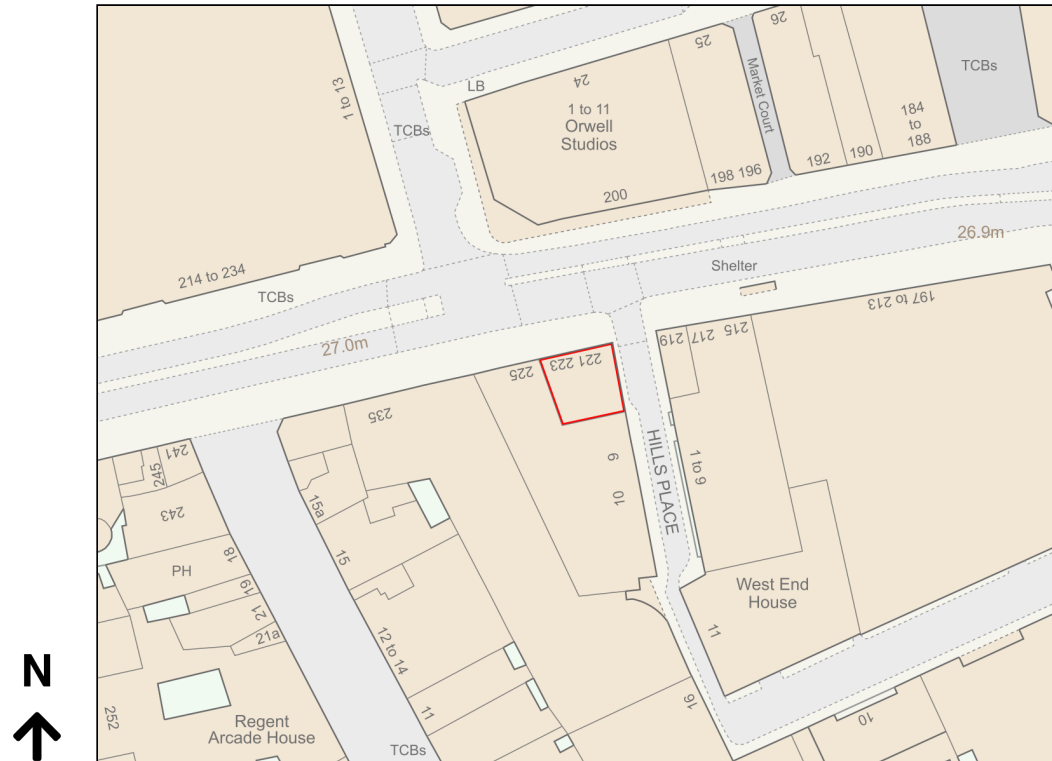 26
25
TCBs
LB
24
Market Court
1 to 13
TCBs
1 to 11
Orwell
Studios
184
to
188
190
192
198 196
200
26.9m
214 to 234
TCBs
Shelter
27.0m
197 to 213
215
217
219
221
223
225
235
HILLS PLACE
1 to 9
9
10
241
245
243
15a
15
18
PH
19
21
21a
12 to 14
11
West End
House
11
16
10
252
Regent
Arcade House
TCBs
N